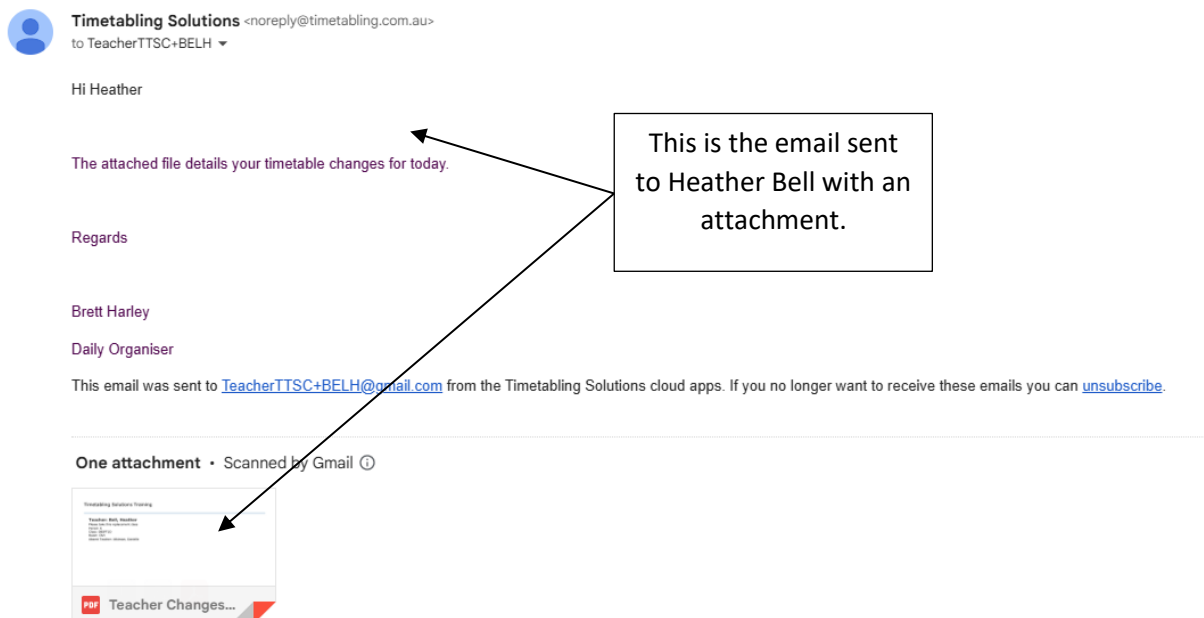 Timetabling Solutions <noreply@timetabling.com.au>
to TeacherTTSC+BELH
Hi Heather
This is the email sent
to Heather Bell with an
attachment.
The attached file details your timetable changes for today.
Regards
Brett Harley
Daily Organiser
This email was sent to TeacherTTSC+BELH@gmail.com from the Timetabling Solutions cloud apps. If you no longer want to receive these emails you can unsubscribe.
One attachment • Scanned by Gmail
Timetabling Solutions Training
Teacher: Bell, Heather
PDF Teacher Changes...